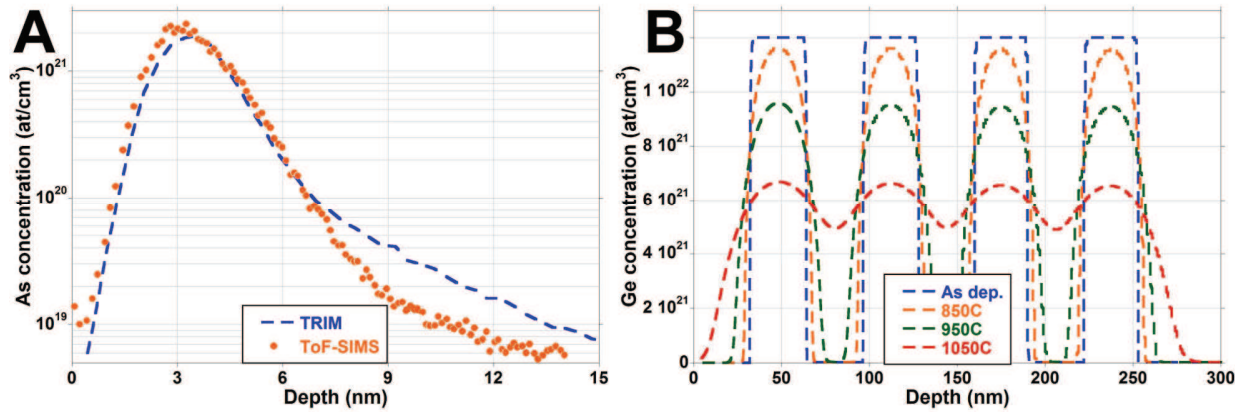 A
As concentration (at/cm³)
10²¹
10²⁰
10¹⁹
TRIM
ToF-SIMS
0 3 6 9 12 15
Depth (nm)
B
Ge concentration (at/cm³)
1 10²²
8 10²¹
6 10²¹
4 10²¹
2 10²¹
0
As dep.
850C
950C
1050C
0 50 100 150 200 250 300
Depth (nm)